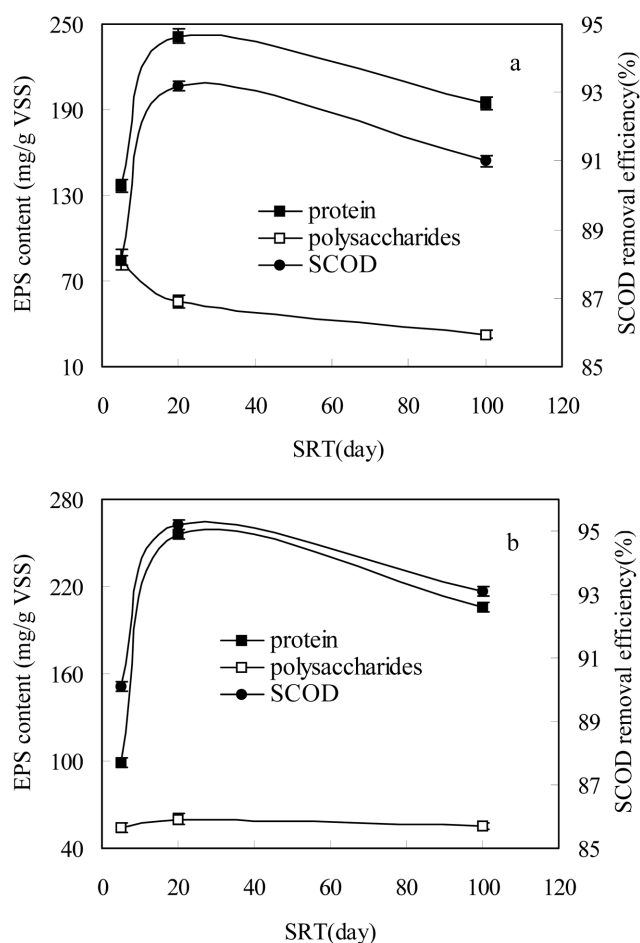 250
95
a
190
93
EPS content (mg/g VSS)
SCOD removal efficiency(%)
91
130
protein
polysaccharides
89
SCOD
70
87
10
85
0
20
40
60
80
100
120
SRT(day)
280
b
95
220
EPS content (mg/g VSS)
SCOD removal efficiency(%)
93
protein
160
polysaccharides
91
SCOD
89
100
87
40
85
0
20
40
60
80
100
120
SRT(day)